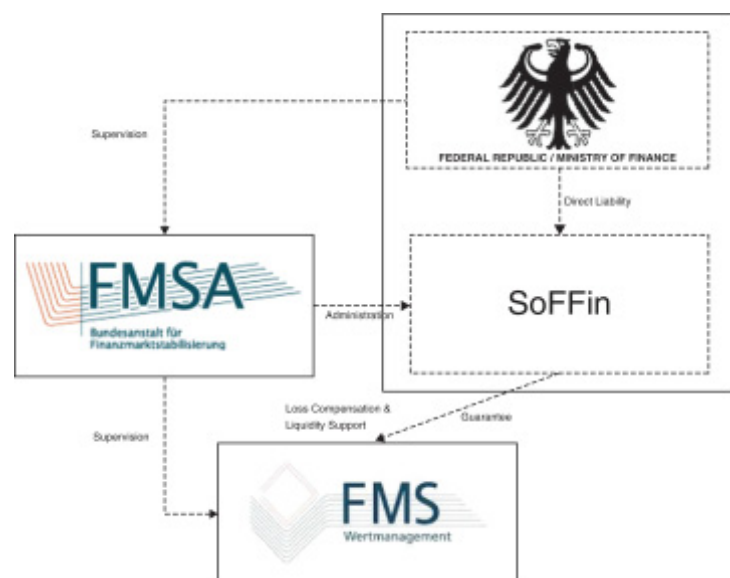 FEDERAL REPUBLIC / MINISTRY OF FINANCE
Supervision
Direct Liability
FMSA
Bundesanstalt für
Finanzmarktstabilisierung
Administration
SoFFin
Loss Compensation &
Liquidity Support
Guarantee
Supervision
FMS
Wertmanagement